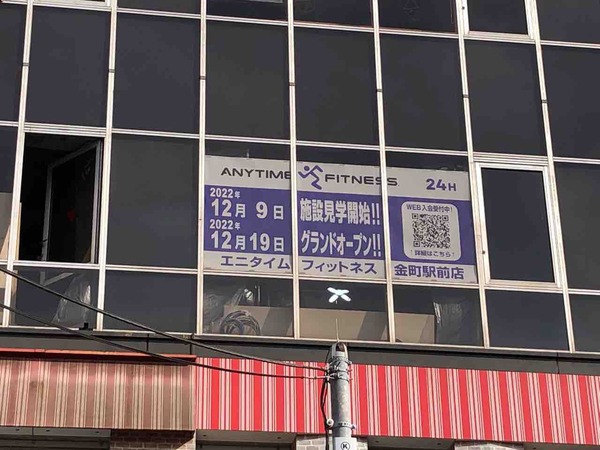 ANYTIME FITNESS 24H
2022年
12月 9日 施設見学開始!!
2022年
12月19日 グランドオープン!!
WEB入会受付中!
詳細はこちら!
エニタイム フィットネス 金町駅前店
K